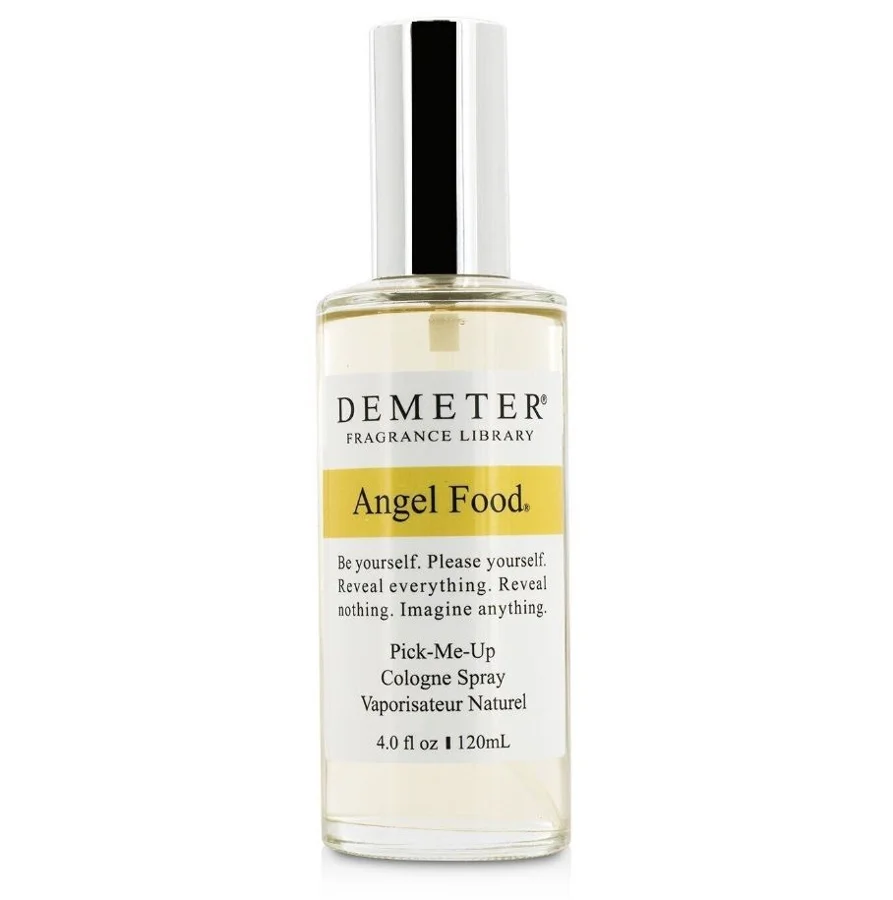 DEMETER®
FRAGRANCE LIBRARY
Angel Food®
Be yourself. Please yourself.
Reveal everything. Reveal
nothing. Imagine anything.
Pick-Me-Up
Cologne Spray
Vaporisateur Naturel
4.0 fl oz ▮ 120mL